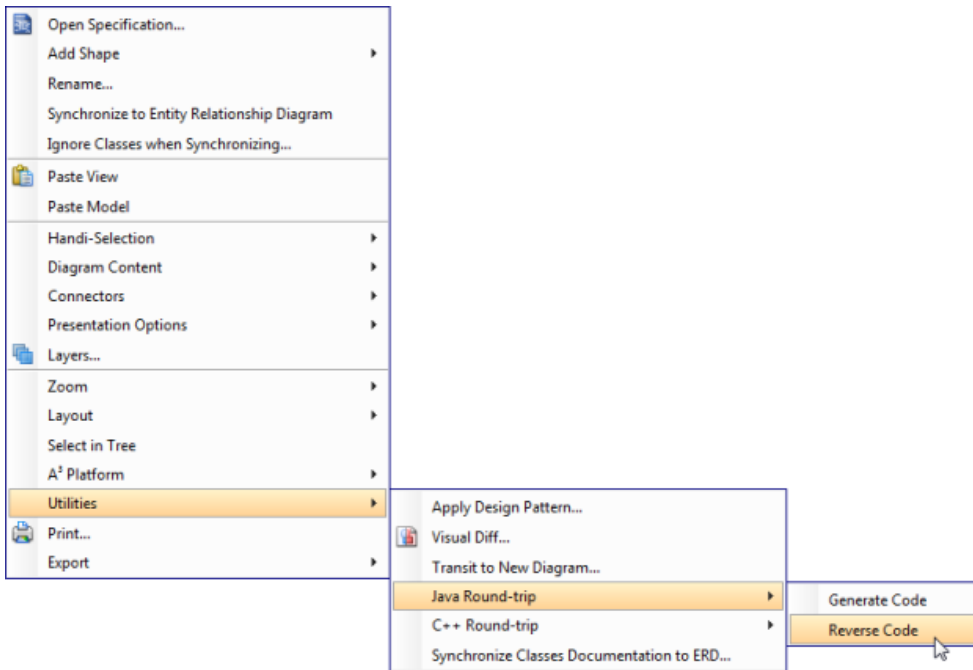 Open Specification...
Add Shape
Rename...
Synchronize to Entity Relationship Diagram
Ignore Classes when Synchronizing...
Paste View
Paste Model
Handi-Selection
Diagram Content
Connectors
Presentation Options
Layers...
Zoom
Layout
Select in Tree
A³ Platform
Utilities
Print...
Export
Apply Design Pattern...
Visual Diff...
Transit to New Diagram...
Java Round-trip
C++ Round-trip
Synchronize Classes Documentation to ERD...
Generate Code
Reverse Code